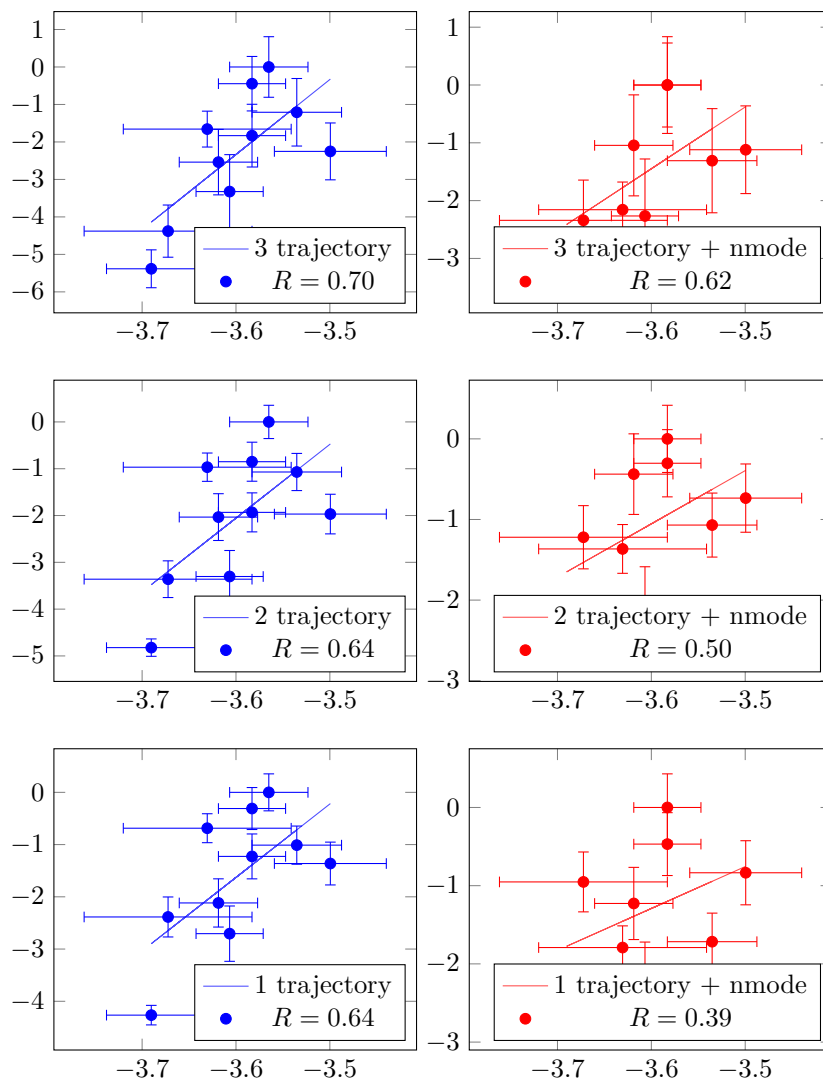 1
0
−1
−2
−3
−4
−5
−6
−3.7 −3.6 −3.5
3 trajectory
R = 0.70
1
0
−1
−2
−3
−3.7 −3.6 −3.5
3 trajectory + nmode
R = 0.62
0
−1
−2
−3
−4
−5
−3.7 −3.6 −3.5
2 trajectory
R = 0.64
0
−1
−2
−3
−3.7 −3.6 −3.5
2 trajectory + nmode
R = 0.50
0
−1
−2
−3
−4
−3.7 −3.6 −3.5
1 trajectory
R = 0.64
0
−1
−2
−3
−3.7 −3.6 −3.5
1 trajectory + nmode
R = 0.39